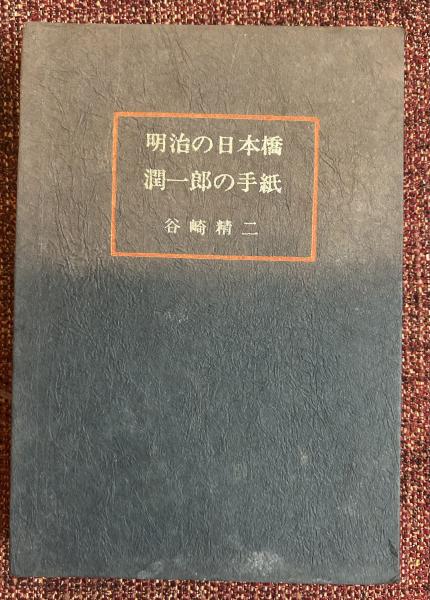 明治の日本橋
潤一郎の手紙
谷崎精二